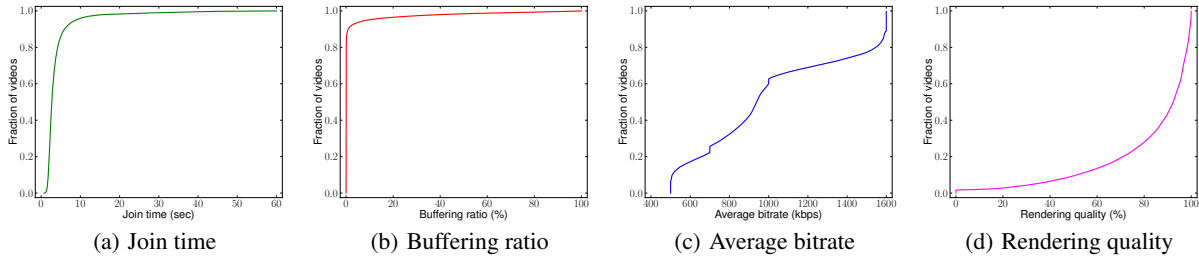 Fraction of videos
1.0
0.8
0.6
0.4
0.2
0.0
0 10 20 30 40 50 60
Join time (sec)
(a) Join time
Fraction of videos
1.0
0.8
0.6
0.4
0.2
0.0
0 20 40 60 80 100
Buffering ratio (%)
(b) Buffering ratio
Fraction of videos
1.0
0.8
0.6
0.4
0.2
0.0
400 600 800 1000 1200 1400 1600
Average bitrate (kbps)
(c) Average bitrate
Fraction of videos
1.0
0.8
0.6
0.4
0.2
0.0
0 20 40 60 80 100
Rendering quality (%)
(d) Rendering quality